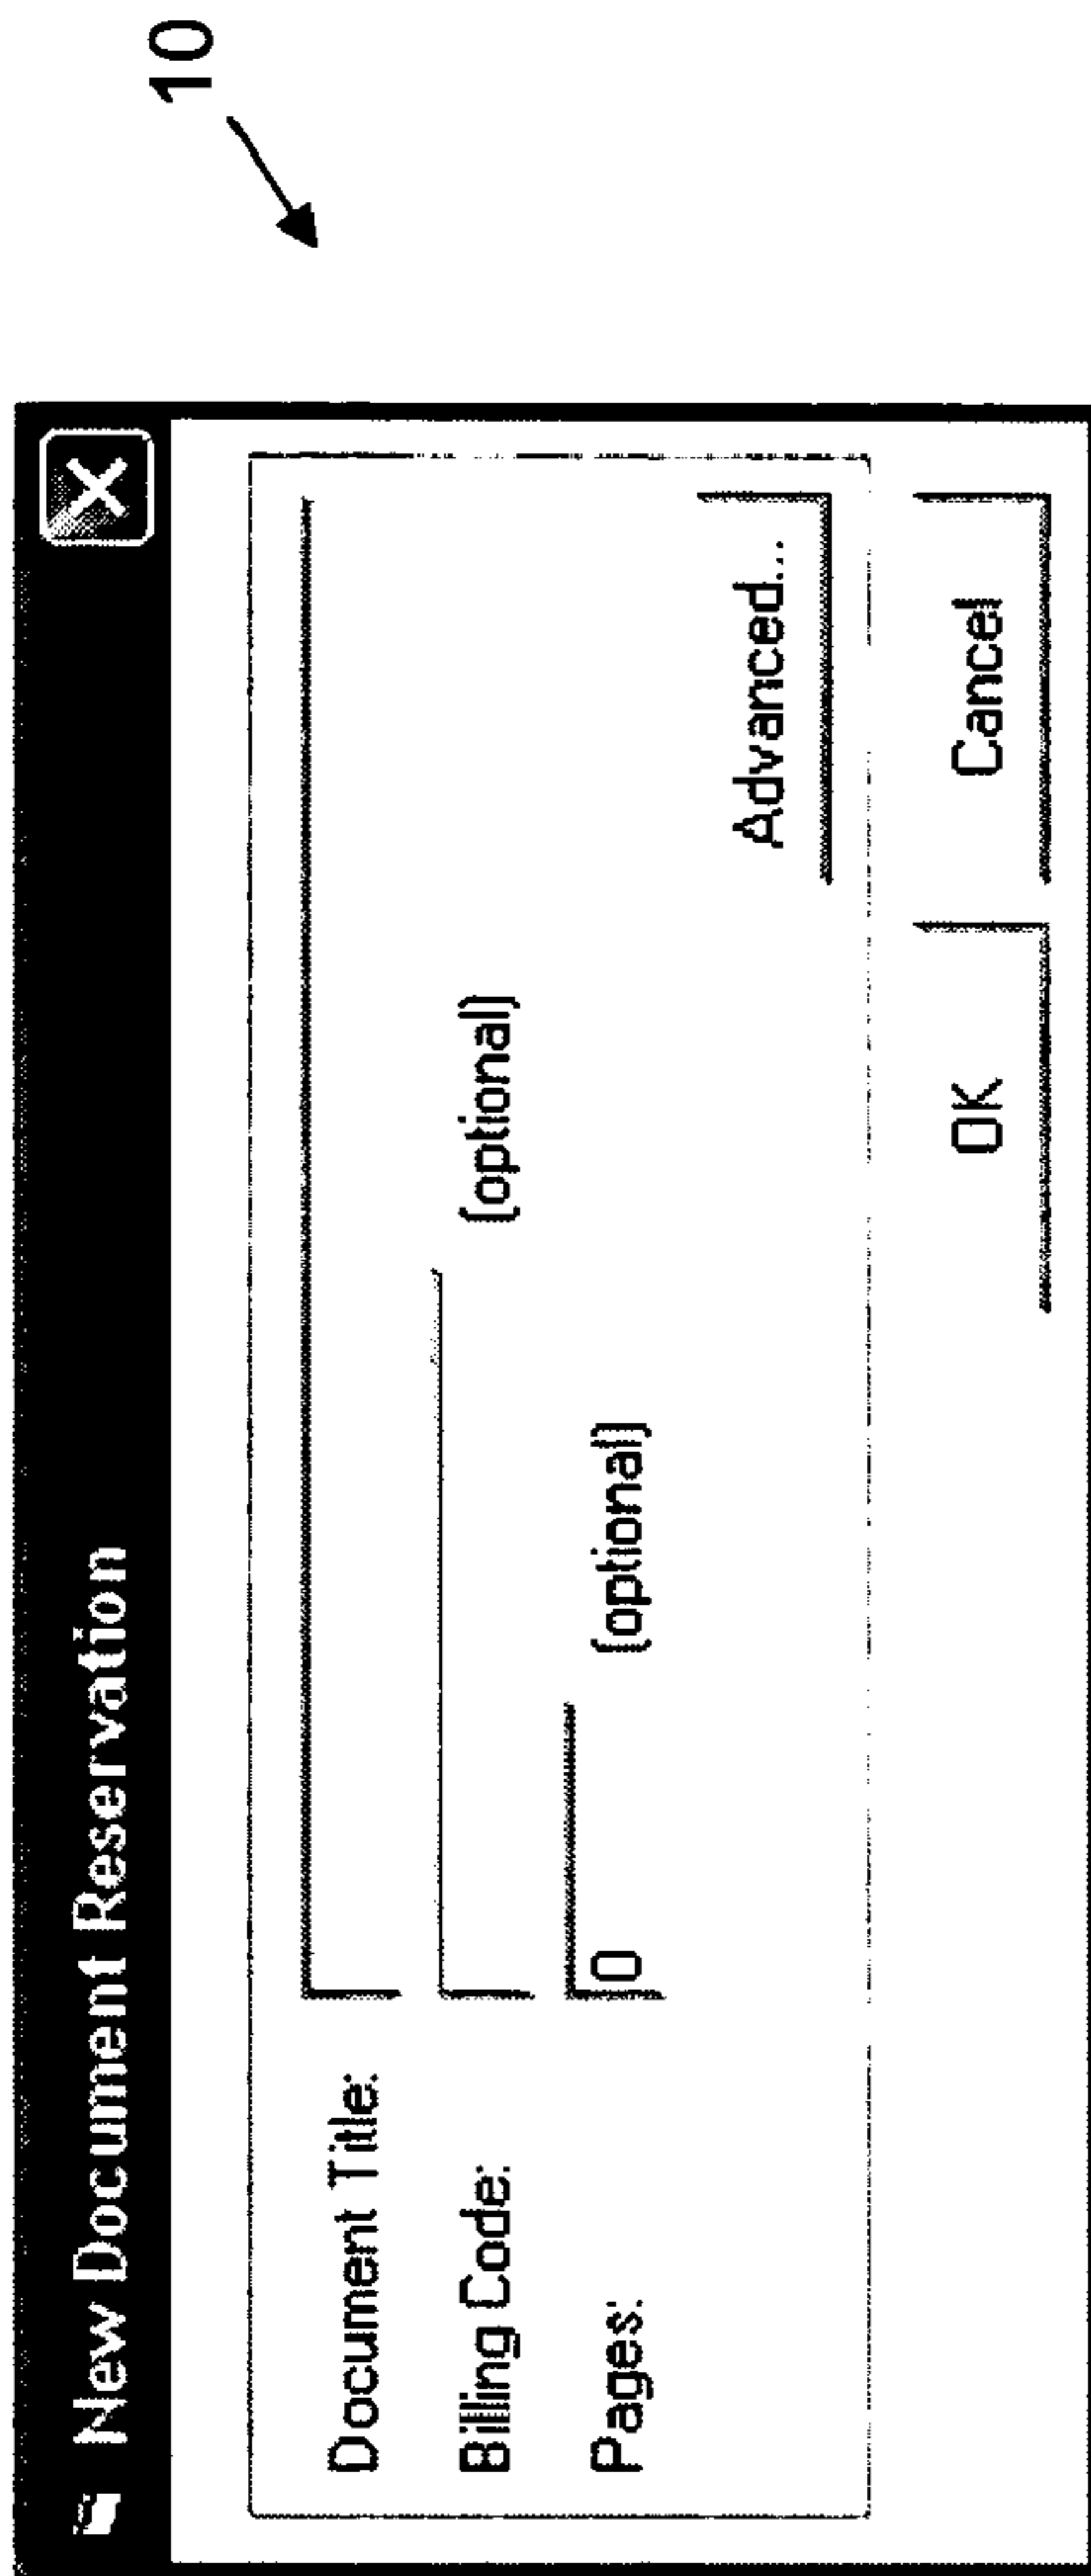 10
New Document Reservation
Document Title:
Billing Code: (optional)
Pages: 0 (optional)
Advanced...
OK Cancel